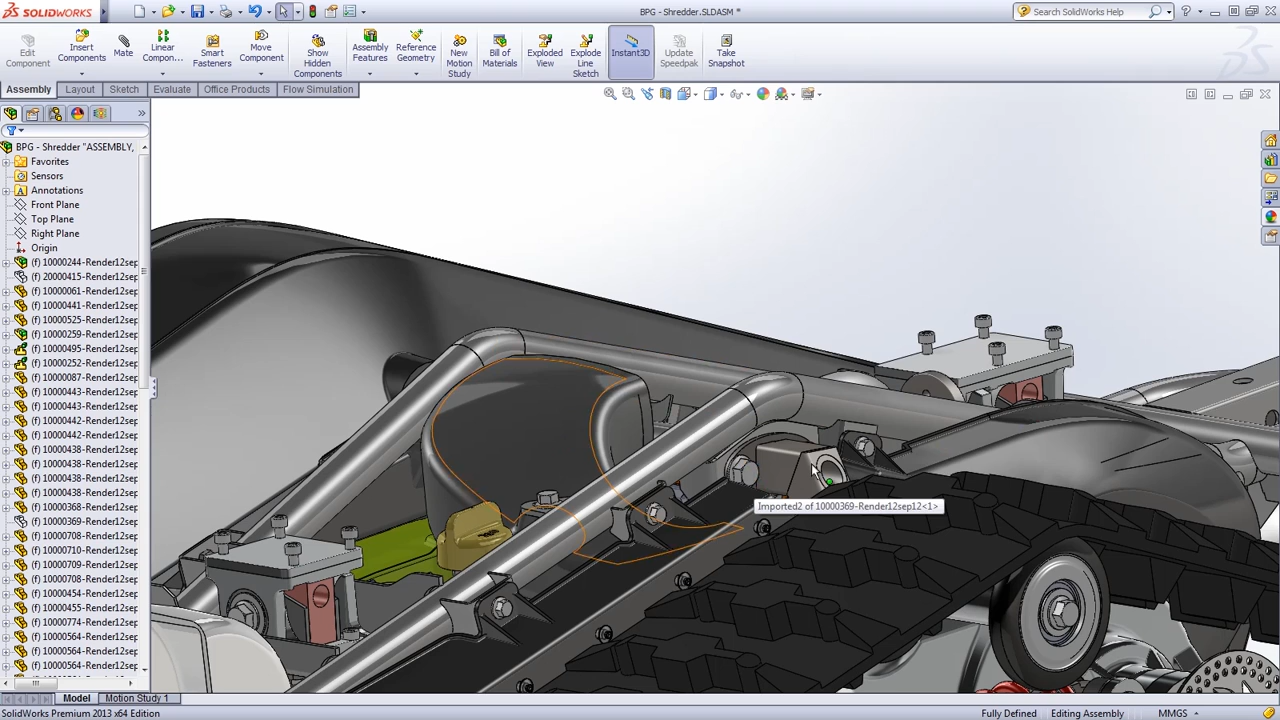 SOLIDWORKS
BPG - Shredder.SLDASM *
Search SolidWorks Help
Edit Component
Insert Components
Mate
Linear Compon...
Smart Fasteners
Move Component
Show Hidden Components
Assembly Features
Reference Geometry
New Motion Study
Bill of Materials
Exploded View
Explode Line Sketch
Instant3D
Update Speedpak
Take Snapshot
Assembly
Layout
Sketch
Evaluate
Office Products
Flow Simulation
BPG - Shredder "ASSEMBLY,
Favorites
Sensors
Annotations
Front Plane
Top Plane
Right Plane
Origin
(f) 10000244-Render12sep
(f) 20000415-Render12sep
(f) 10000061-Render12sep
(f) 10000441-Render12sep
(f) 10000525-Render12sep
(f) 10000259-Render12sep
(f) 10000495-Render12sep
(f) 10000252-Render12sep
(f) 10000087-Render12sep
(f) 10000443-Render12sep
(f) 10000443-Render12sep
(f) 10000442-Render12sep
(f) 10000442-Render12sep
(f) 10000438-Render12sep
(f) 10000438-Render12sep
(f) 10000438-Render12sep
(f) 10000438-Render12sep
(f) 10000368-Render12sep
(f) 10000369-Render12sep
(f) 10000708-Render12sep
(f) 10000710-Render12sep
(f) 10000709-Render12sep
(f) 10000708-Render12sep
(f) 10000454-Render12sep
(f) 10000455-Render12sep
(f) 10000774-Render12sep
(f) 10000564-Render12sep
(f) 10000564-Render12sep
Imported2 of 10000369-Render12sep12<1>
Model
Motion Study 1
SolidWorks Premium 2013 x64 Edition
Fully Defined
Editing Assembly
MMGS